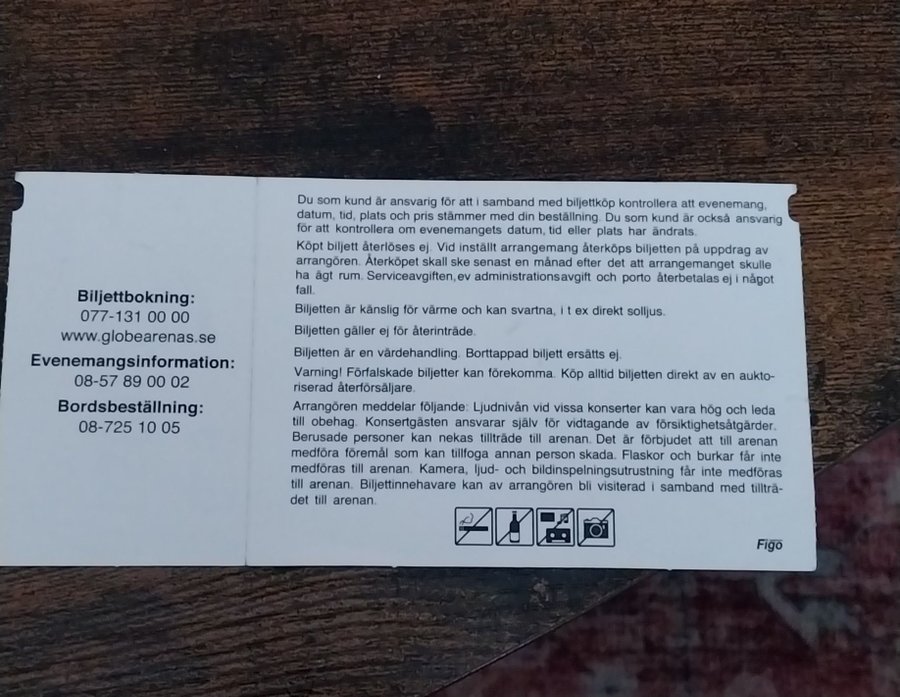 Biljettbokning:
077-131 00 00
www.globearenas.se
Evenemangsinformation:
08-57 89 00 02
Bordsbeställning:
08-725 10 05
Du som kund är ansvarig för att i samband med biljettköp kontrollera att evenemang,
datum, tid, plats och pris stämmer med din beställning. Du som kund är också ansvarig
för att kontrollera om evenemangets datum, tid eller plats har ändrats.
Köpt biljett återlöses ej. Vid inställt arrangemang återköps biljetten på uppdrag av
arrangören. Återköpet skall ske senast en månad efter det att arrangemanget skulle
ha ägt rum. Serviceavgiften,ev administrationsavgift och porto återbetalas ej i något
fall.
Biljetten är känslig för värme och kan svartna, i t ex direkt solljus.
Biljetten gäller ej för återinträde.
Biljetten är en värdehandling. Borttappad biljett ersätts ej.
Varning! Förfalskade biljetter kan förekomma. Köp alltid biljetten direkt av en aukto-
riserad återförsäljare.
Arrangören meddelar följande: Ljudnivån vid vissa konserter kan vara hög och leda
till obehag. Konsertgästen ansvarar själv för vidtagande av försiktighetsåtgärder.
Berusade personer kan nekas tillträde till arenan. Det är förbjudet att till arenan
medföra föremål som kan tillfoga annan person skada. Flaskor och burkar får inte
medföras till arenan. Kamera, ljud- och bildinspelningsutrustning får inte medföras
till arenan. Biljettinnehavare kan av arrangören bli visiterad i samband med tillträ-
det till arenan.
Figo